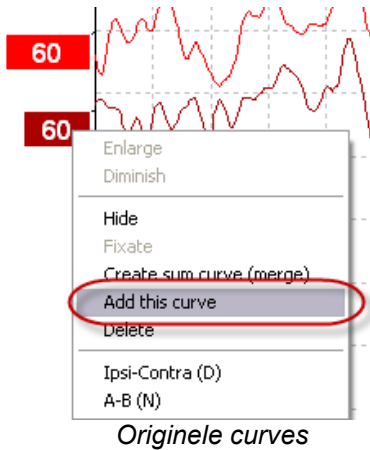 60
60
Enlarge
Diminish
Hide
Fixate
Create sum curve (merge)
Add this curve
Delete
Ipsi-Contra (D)
A-B (N)
Originele curves